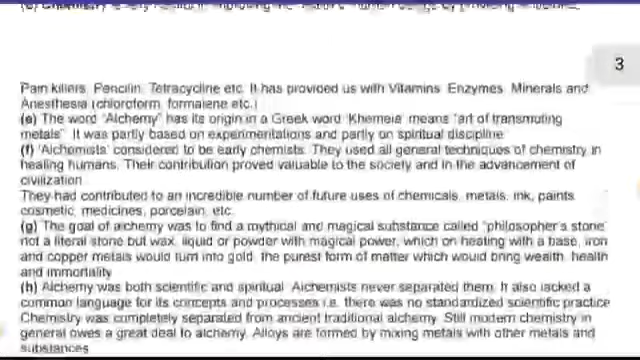 3
Pain killers, Pencilin, Tetracycline etc. It has provided us with Vitamins, Enzymes, Minerals and
Anesthesia (chloroform, formalene etc.)
(e) The word "Alchemy" has its origin in a Greek word 'Khemeia' means "art of transmuting
metals". It was partly based on experimentations and partly on spiritual discipline.
(f) 'Alchemists' considered to be early chemists. They used all general techniques of chemistry in
healing humans. Their contribution proved valuable to the society and in the advancement of
civilization.
They had contributed to an incredible number of future uses of chemicals, metals, ink, paints,
cosmetic, medicines, porcelain, etc.
(g) The goal of alchemy was to find a mythical and magical substance called "philosopher's stone"
not a literal stone but wax, liquid or powder with magical power, which on heating with a base, iron
and copper metals would turn into gold, the purest form of matter which would bring wealth, health
and immortality.
(h) Alchemy was both scientific and spiritual. Alchemists never separated them. It also lacked a
common language for its concepts and processes i.e. there was no standardized scientific practice.
Chemistry was completely separated from ancient traditional alchemy. Still modern chemistry in
general owes a great deal to alchemy. Alloys are formed by mixing metals with other metals and
substances.